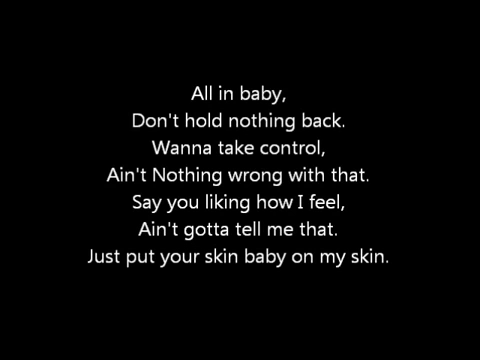 All in baby,
Don't hold nothing back.
Wanna take control,
Ain't Nothing wrong with that.
Say you liking how I feel,
Ain't gotta tell me that.
Just put your skin baby on my skin.